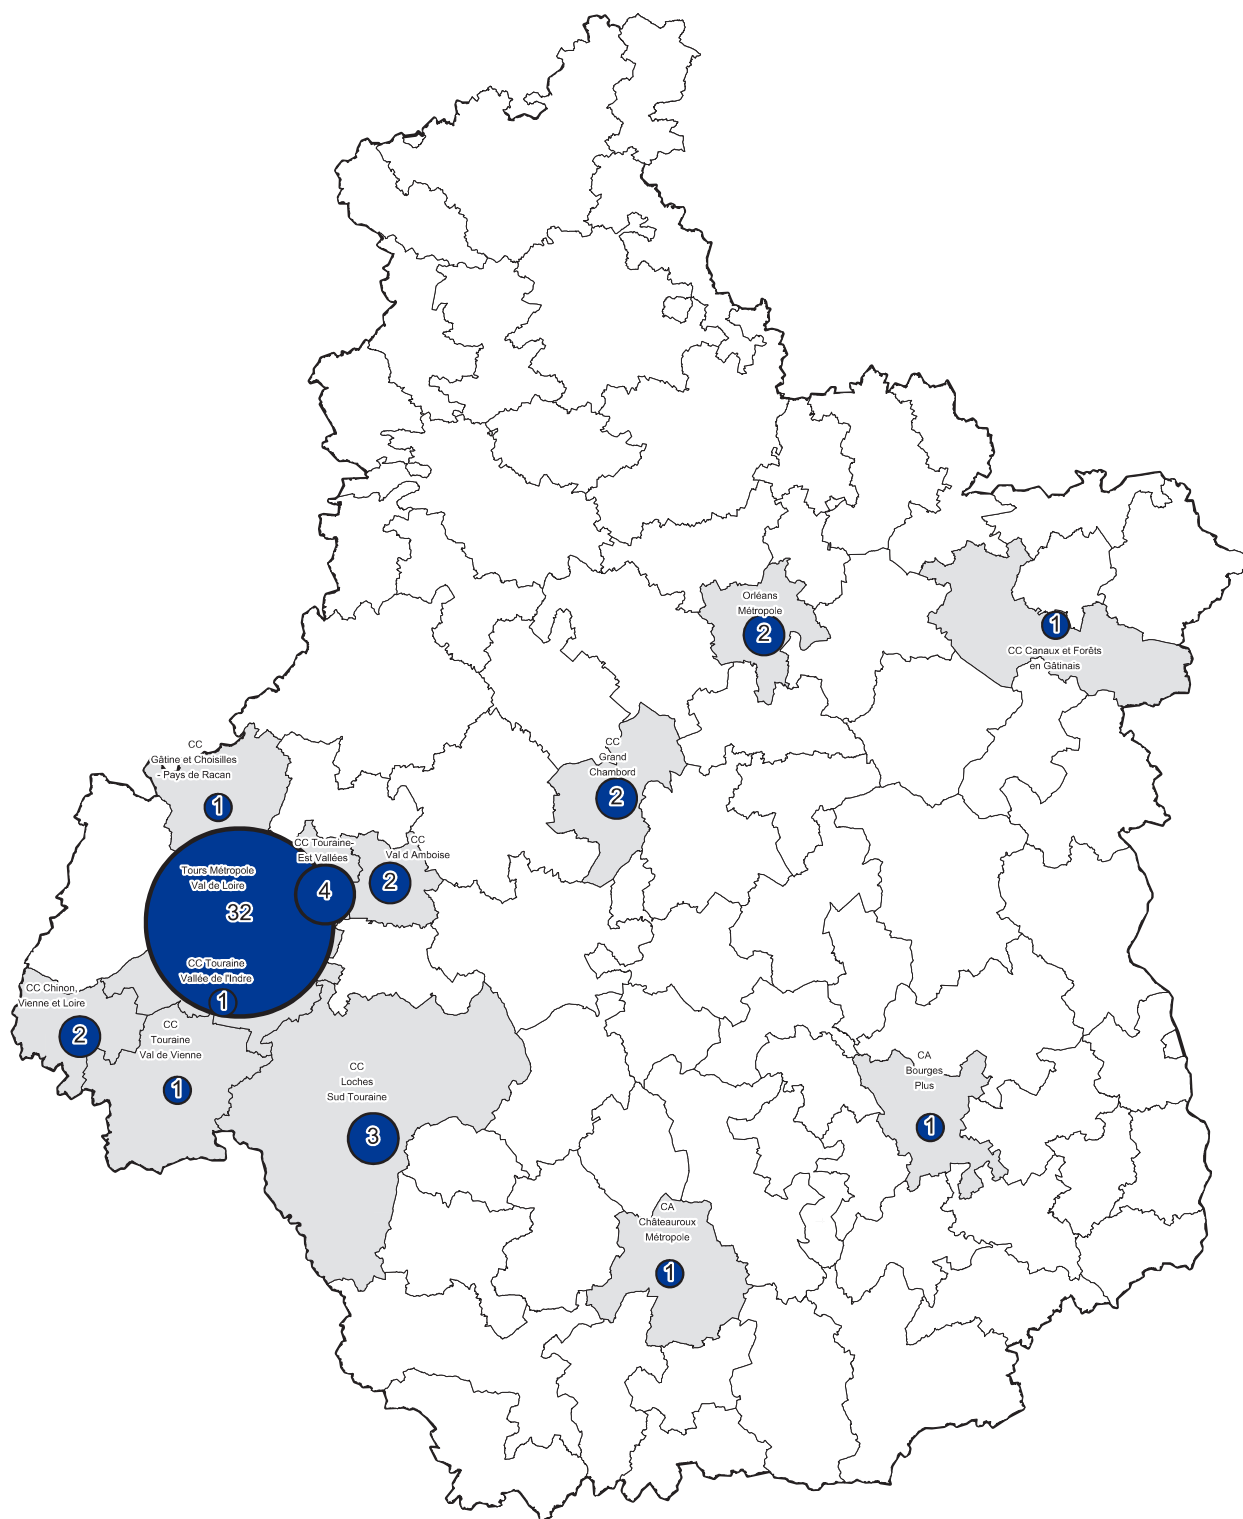 Orléans
Métropole
2
1
CC Canaux et Forêts
en Gâtinais
CC
Gâtine et Choisilles
- Pays de Racan
1
CC
Grand
Chambord
2
CC Touraine-
Est Vallées
4
CC
Val d Amboise
2
Tours Métropole
Val de Loire
32
CC Touraine
Vallée de l'Indre
1
CC Chinon,
Vienne et Loire
2
CC
Touraine
Val de Vienne
1
CC
Loches
Sud Touraine
3
CA
Bourges
Plus
1
CA
Châteauroux
Métropole
1